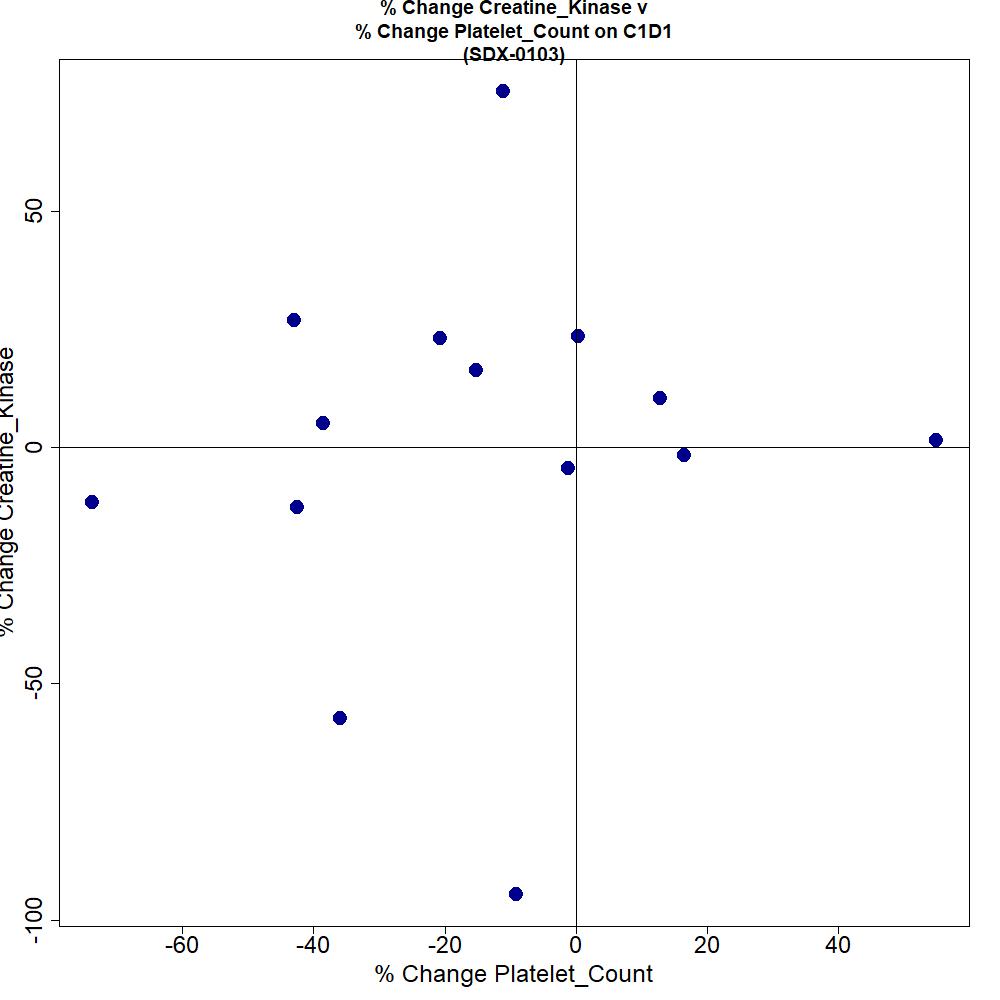 % Change Creatine_Kinase v
% Change Platelet_Count on C1D1
(SDX-0103)
% Change Creatine_Kinase
50
0
-50
-100
-60
-40
-20
0
20
40
% Change Platelet_Count